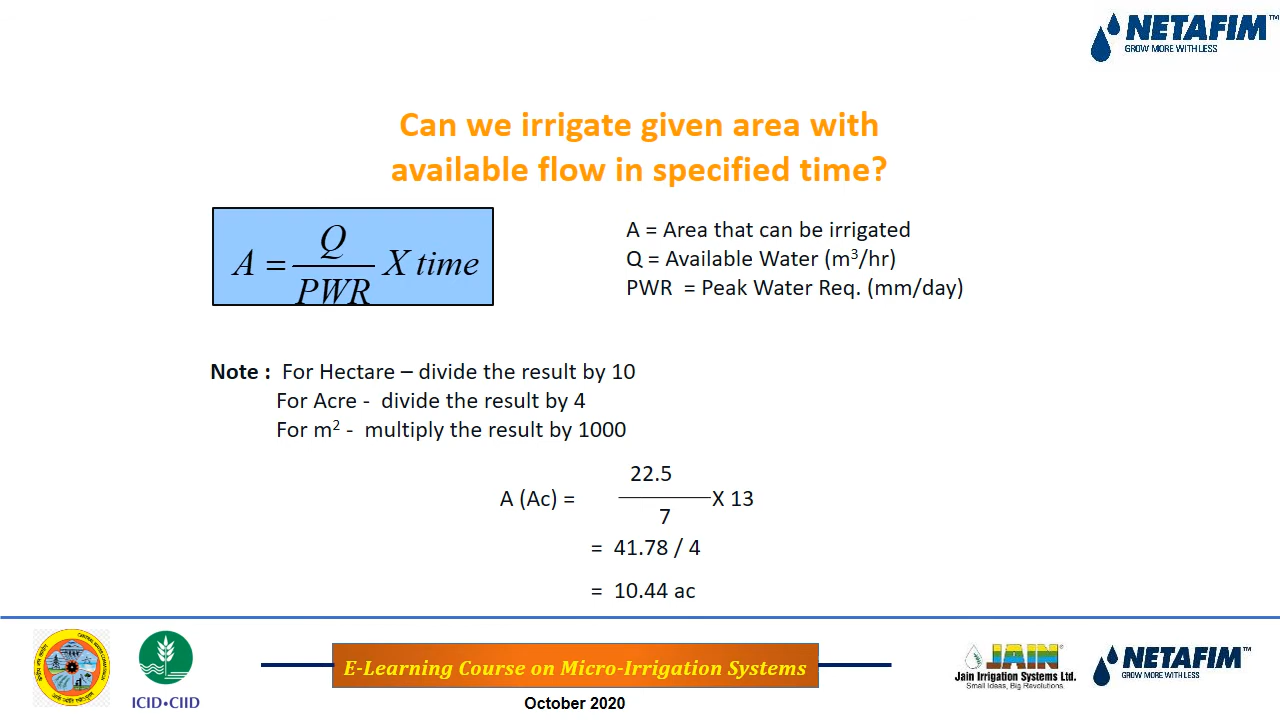 NETAFIM™
GROW MORE WITH LESS
Can we irrigate given area with
available flow in specified time?
A = Q / PWR X time
A = Area that can be irrigated
Q = Available Water (m³/hr)
PWR = Peak Water Req. (mm/day)
Note : For Hectare – divide the result by 10
For Acre - divide the result by 4
For m² - multiply the result by 1000
22.5
A (Ac) = X 13
7
= 41.78 / 4
= 10.44 ac
ICID•CIID
E-Learning Course on Micro-Irrigation Systems
October 2020
JAIN®
Jain Irrigation Systems Ltd.
Small Ideas, Big Revolutions.
NETAFIM™
GROW MORE WITH LESS